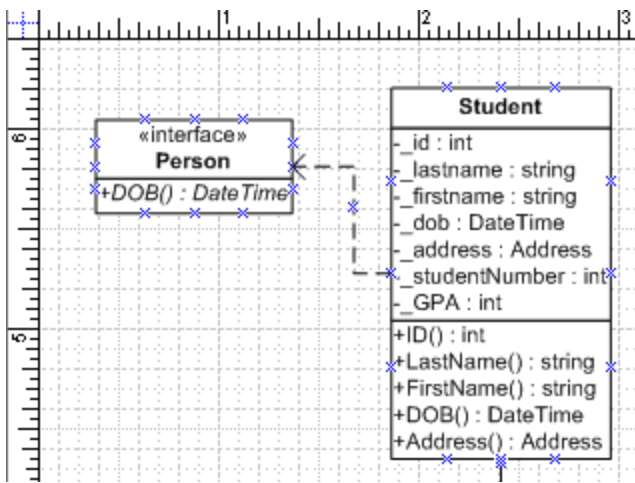 1
2
3
6
5
«interface»
Person
+DOB() : DateTime
Student
-_id : int
-_lastname : string
-_firstname : string
-_dob : DateTime
-_address : Address
-_studentNumber : int
-_GPA : int
+ID() : int
+LastName() : string
+FirstName() : string
+DOB() : DateTime
+Address() : Address